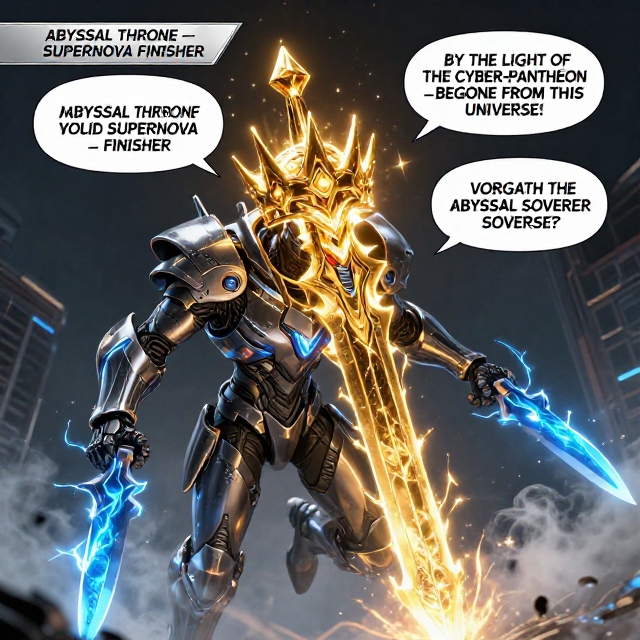 ABYSSAL THRONE —
SUPERNOVA FINISHER
MBYSSAL THRONF
VOLID SUPERNOVA
— FINISHER
BY THE LIGHT OF
THE CYBER-PANTHEON
—BEGONE FROM THIS
UNIVERSE!
VORGATH THE
ABYSSAL SOVERER
SOVERSE?